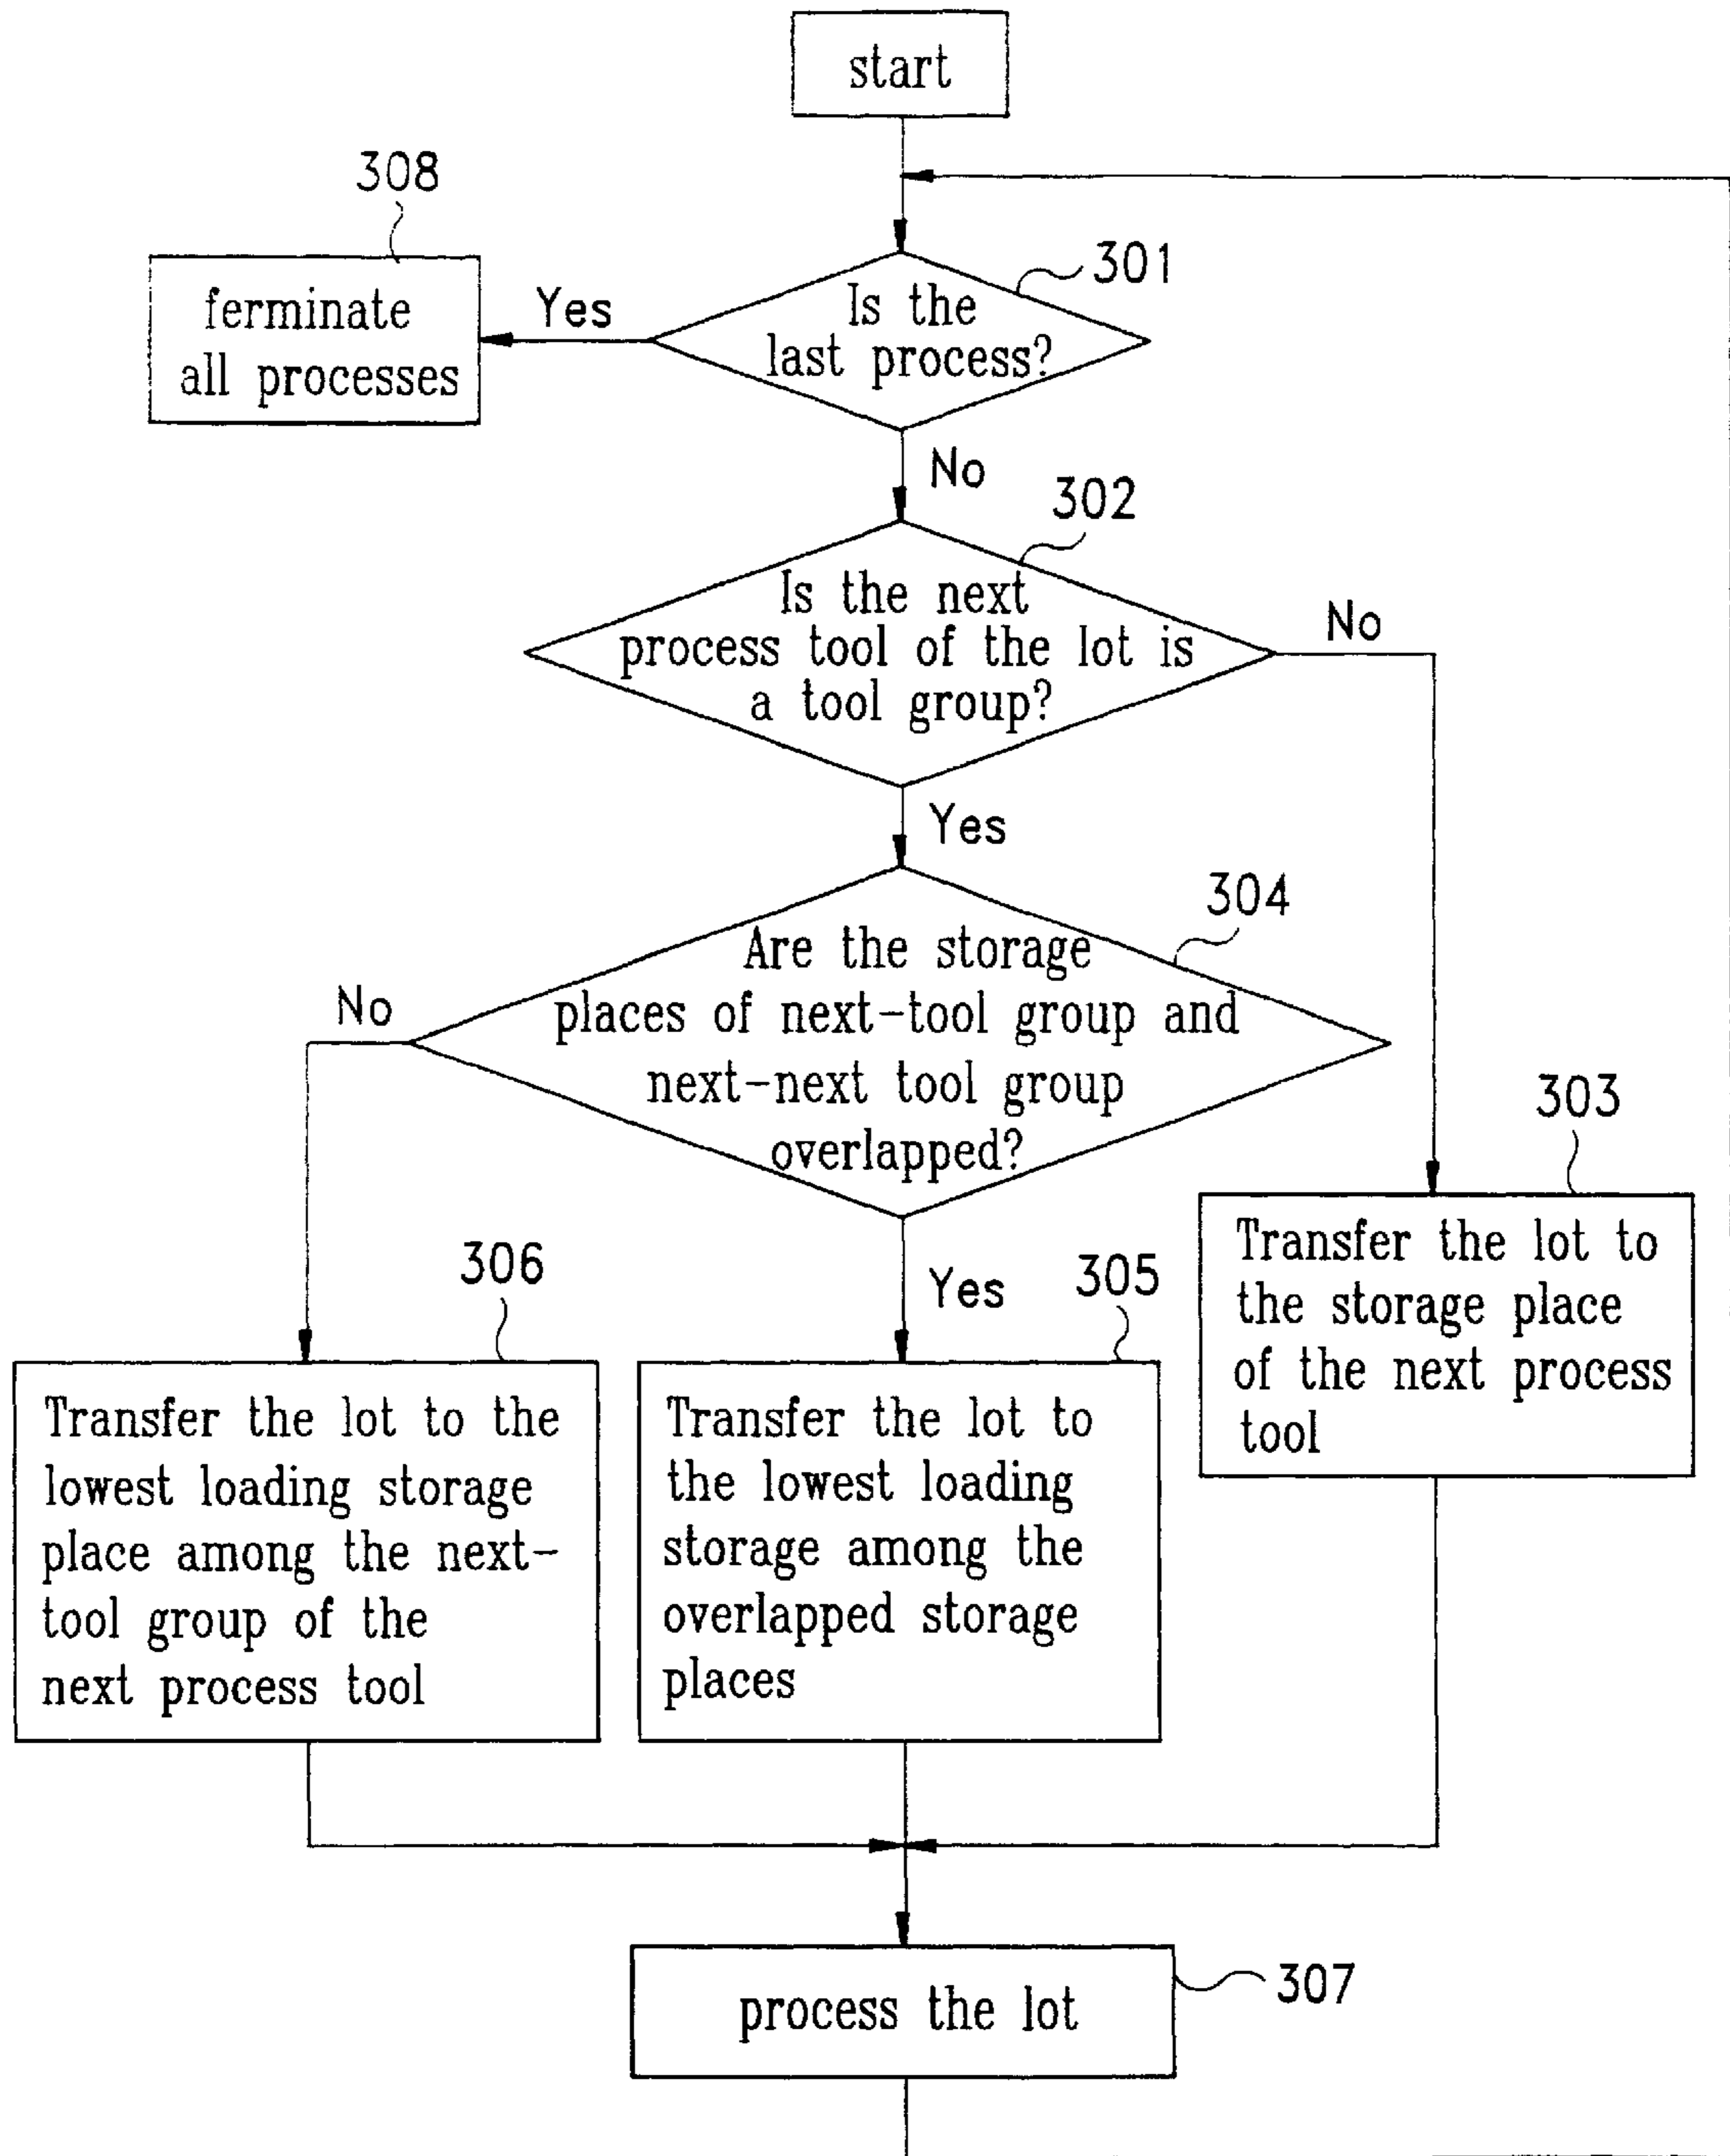 start
308
301
ferminate
all processes
Yes
Is the
last process?
No
302
Is the next
process tool of the lot is
a tool group?
No
Yes
304
Are the storage
places of next-tool group and
next-next tool group
overlapped?
No
303
Transfer the lot to
the storage place
of the next process
tool
306
Yes
305
Transfer the lot to the
lowest loading storage
place among the next-
tool group of the
next process tool
Transfer the lot to
the lowest loading
storage among the
overlapped storage
places
process the lot
307